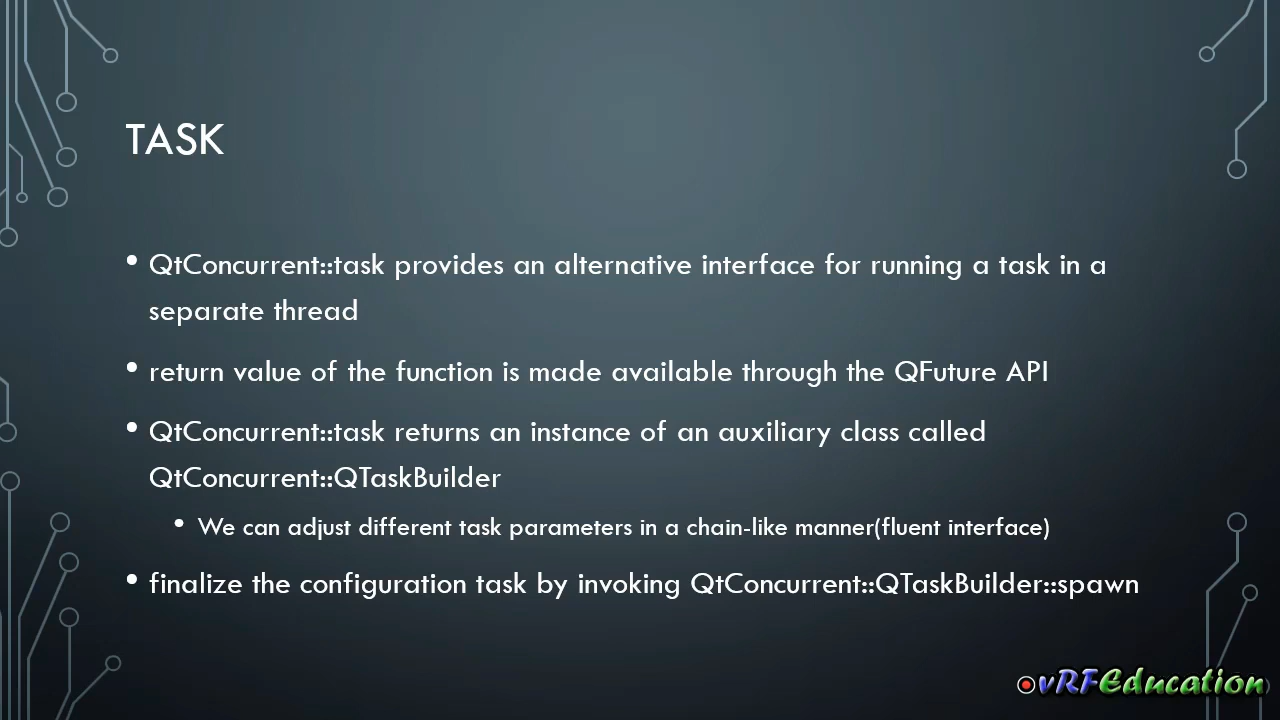 TASK
• QtConcurrent::task provides an alternative interface for running a task in a
separate thread
• return value of the function is made available through the QFuture API
• QtConcurrent::task returns an instance of an auxiliary class called
QtConcurrent::QTaskBuilder
• We can adjust different task parameters in a chain-like manner(fluent interface)
• finalize the configuration task by invoking QtConcurrent::QTaskBuilder::spawn
vRFEducation